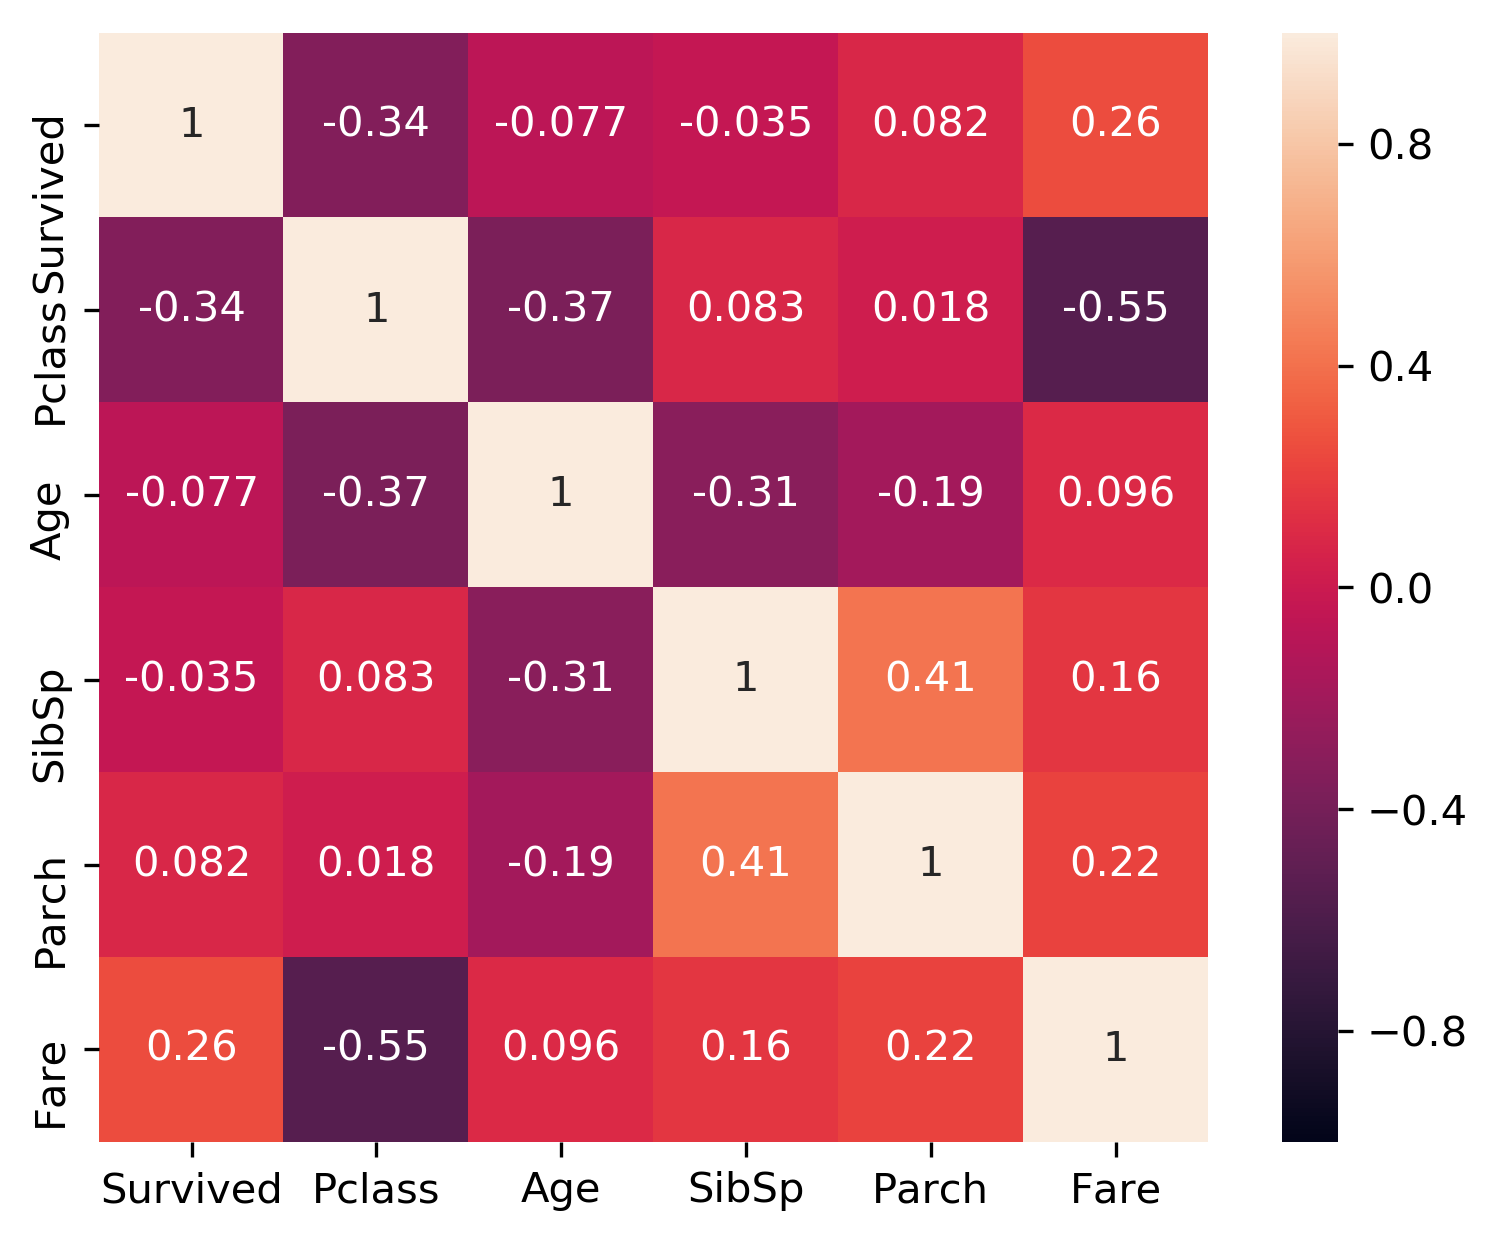 Survived 1 -0.34 -0.077 -0.035 0.082 0.26
Pclass -0.34 1 -0.37 0.083 0.018 -0.55
Age -0.077 -0.37 1 -0.31 -0.19 0.096
SibSp -0.035 0.083 -0.31 1 0.41 0.16
Parch 0.082 0.018 -0.19 0.41 1 0.22
Fare 0.26 -0.55 0.096 0.16 0.22 1
Survived Pclass Age SibSp Parch Fare
0.8
0.4
0.0
−0.4
−0.8